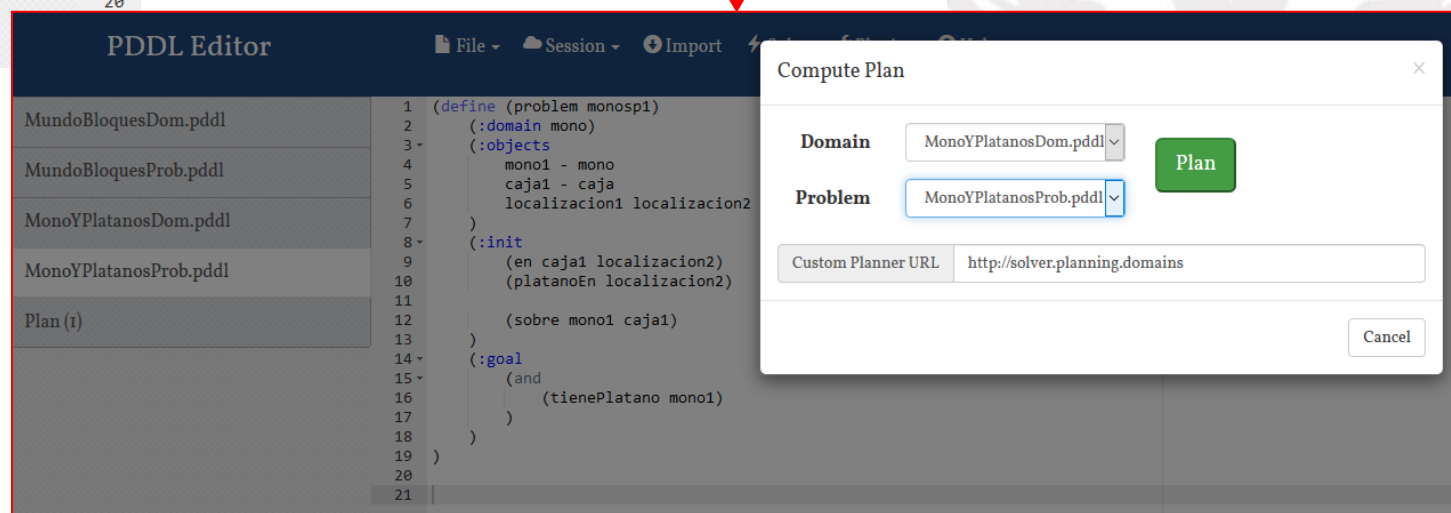 20
PDDL Editor
File Session Import
Compute Plan ×
MundoBloquesDom.pddl
MundoBloquesProb.pddl
MonoYPlatanosDom.pddl
MonoYPlatanosProb.pddl
Plan (1)
1 (define (problem monosp1)
2 (:domain mono)
3 (:objects
4 mono1 - mono
5 caja1 - caja
6 localizacion1 localizacion2
7 )
8 (:init
9 (en caja1 localizacion2)
10 (platanoEn localizacion2)
11
12 (sobre mono1 caja1)
13 )
14 (:goal
15 (and
16 (tienePlatano mono1)
17 )
18 )
19 )
20
21
Domain MonoYPlatanosDom.pddl
Plan
Problem MonoYPlatanosProb.pddl
Custom Planner URL http://solver.planning.domains
Cancel